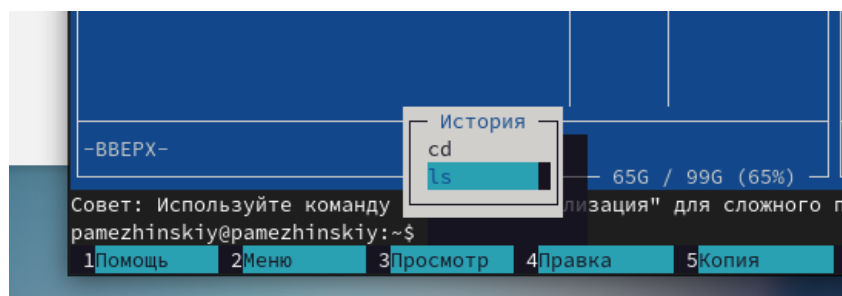 История
cd
-ВВЕРХ-
ls
65G / 99G (65%)
Совет: Используйте команду лизация" для сложного п
pamezhinskiy@pamezhinskiy:~$
1Помощь 2Меню 3Просмотр 4Правка 5Копия